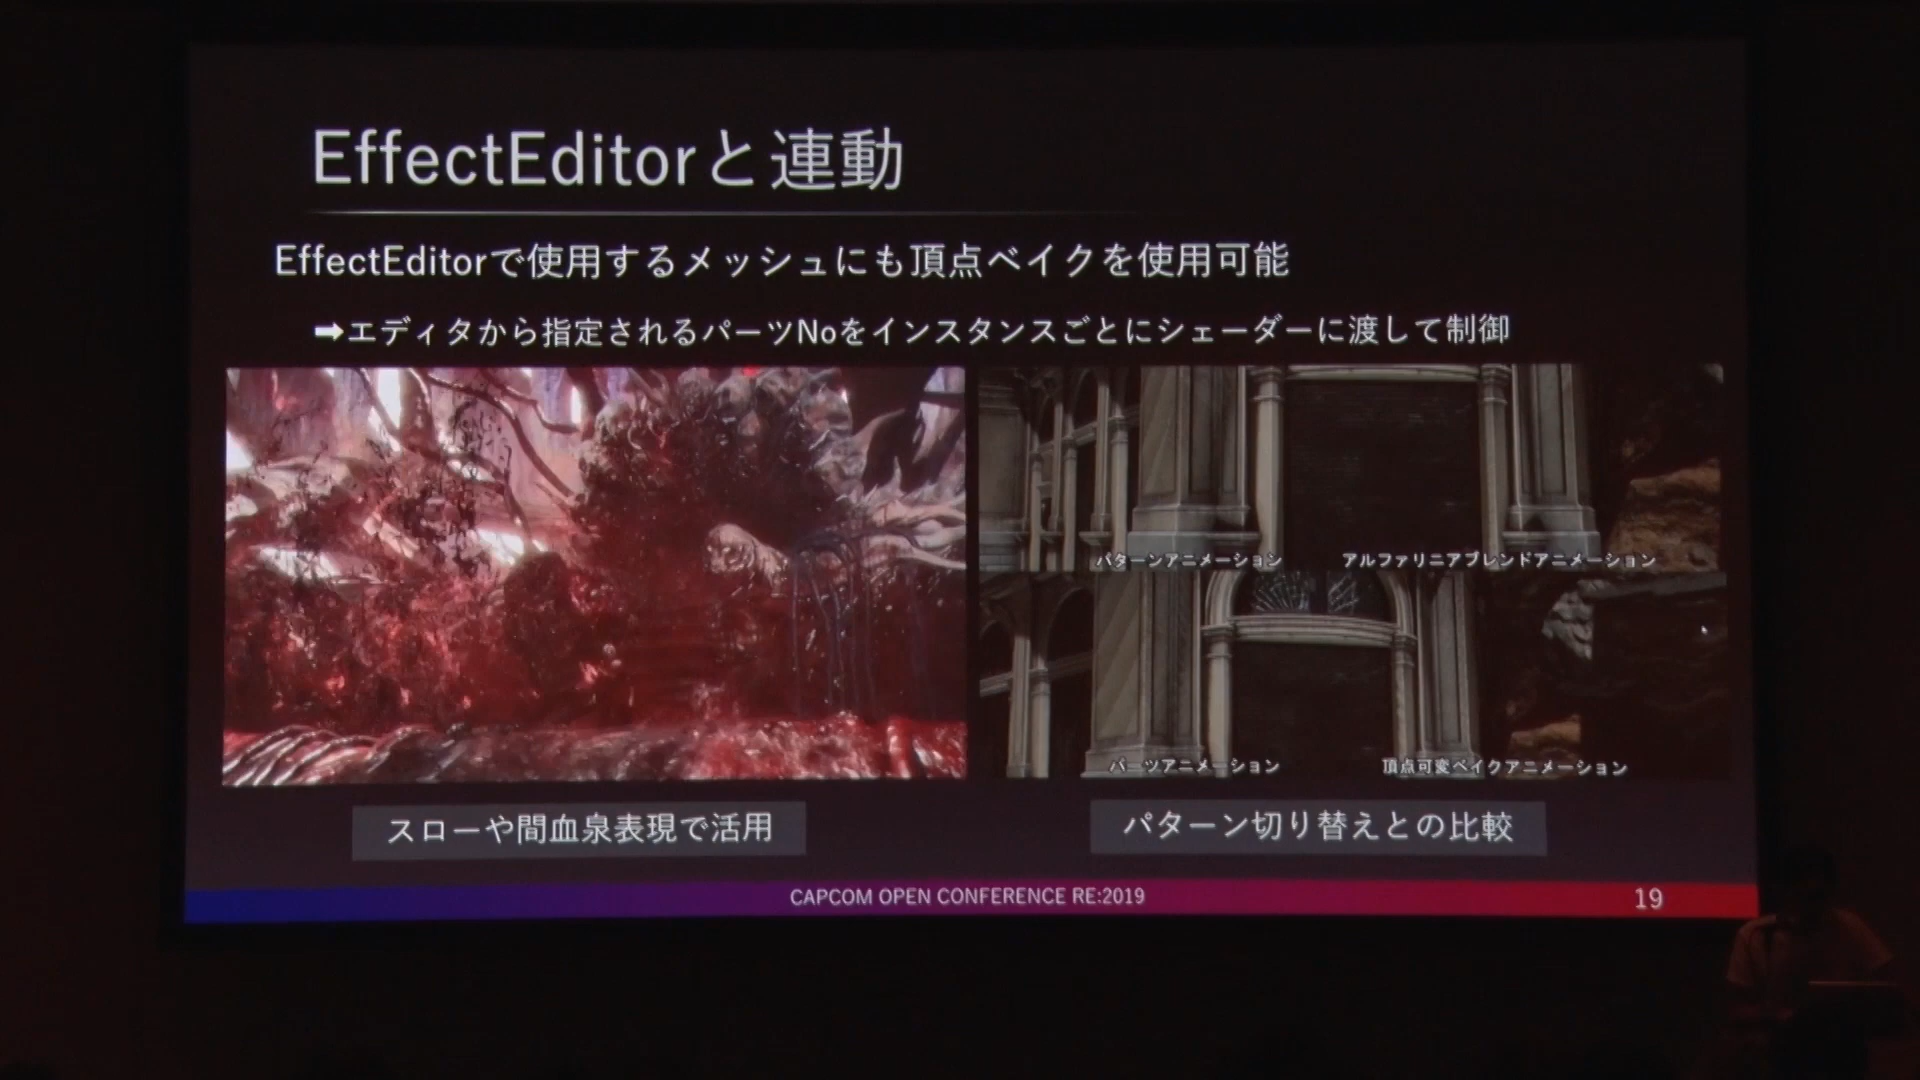 EffectEditorと連動
EffectEditorで使用するメッシュにも頂点ベイクを使用可能
➡エディタから指定されるパーツNoをインスタンスごとにシェーダーに渡して制御
パターンアニメーション
アルファリニアブレンドアニメーション
パーツアニメーション
頂点可変ベイクアニメーション
スローや間血泉表現で活用
パターン切り替えとの比較
CAPCOM OPEN CONFERENCE RE:2019
19